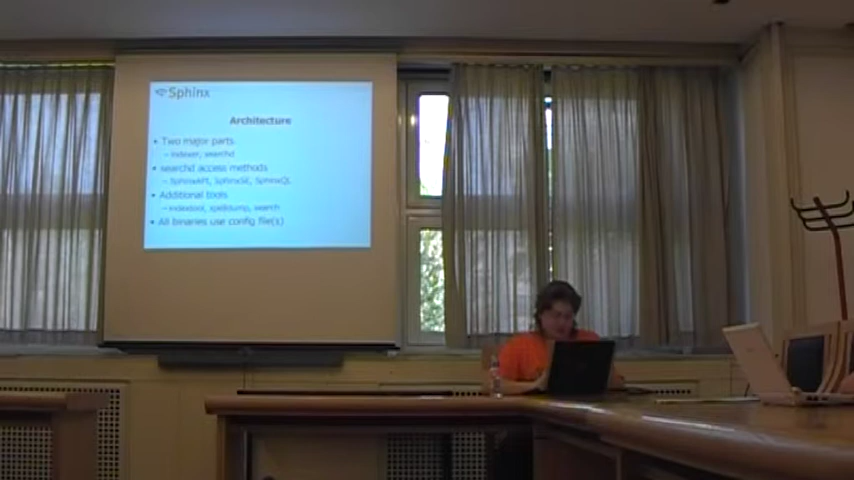 Sphinx
Architecture
• Two major parts
– indexer, searchd
• searchd access methods
– SphinxAPI, SphinxSE, SphinxQL
• Additional tools
– indextool, spelldump, search
• All binaries use config file(s)